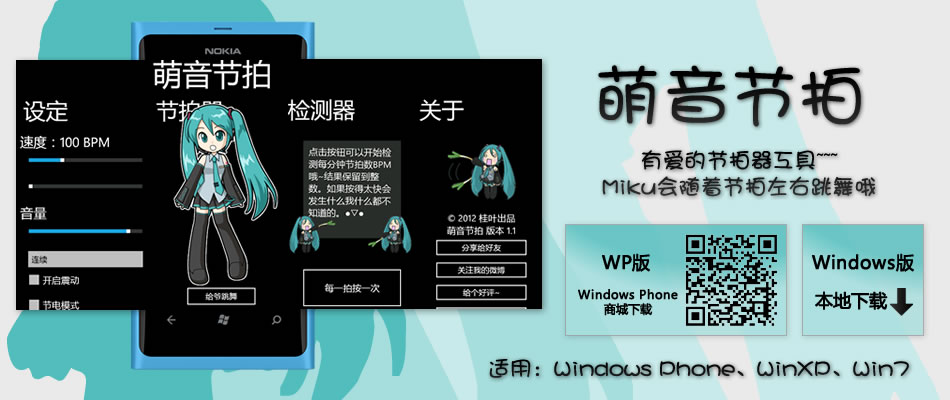 NOKIA
萌音节拍
设定
速度：100 BPM
音量
连续
开启震动
节电模式
节拍器
给爷跳舞
检测器
点击按钮可以开始检
测每分钟节拍数BPM
哦~结果保留到整
数。如果按得太快会
发生什么我什么都不
知道的。●▽●
每一拍按一次
关于
© 2012 桂叶出品
萌音节拍 版本 1.1
分享给好友
关注我的微博
给个好评~
萌音节拍
有爱的节拍器工具~~~
Miku会随着节拍左右跳舞哦
WP版
Windows Phone
商城下载
Windows版
本地下载
适用：Windows Phone、WinXP、Win7